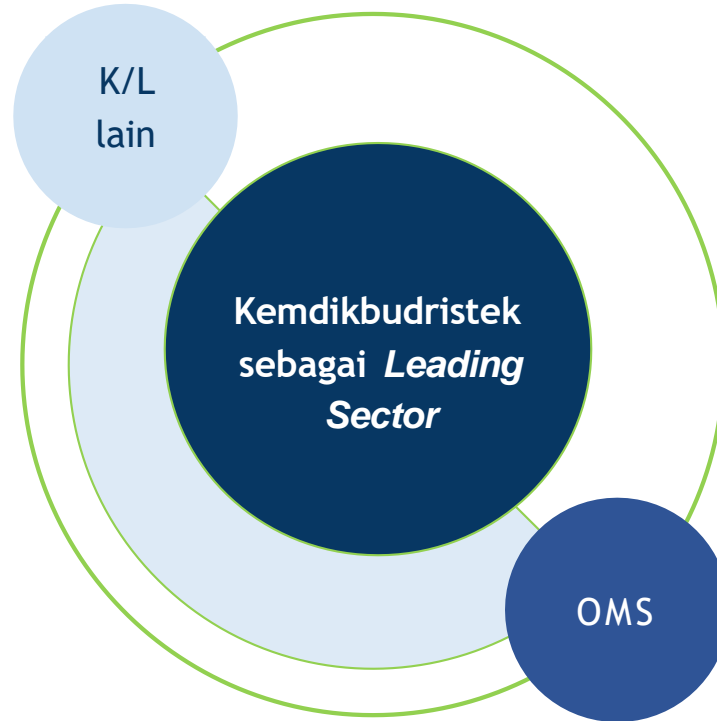 K/L
lain
Kemdikbudristek
sebagai Leading
Sector
OMS